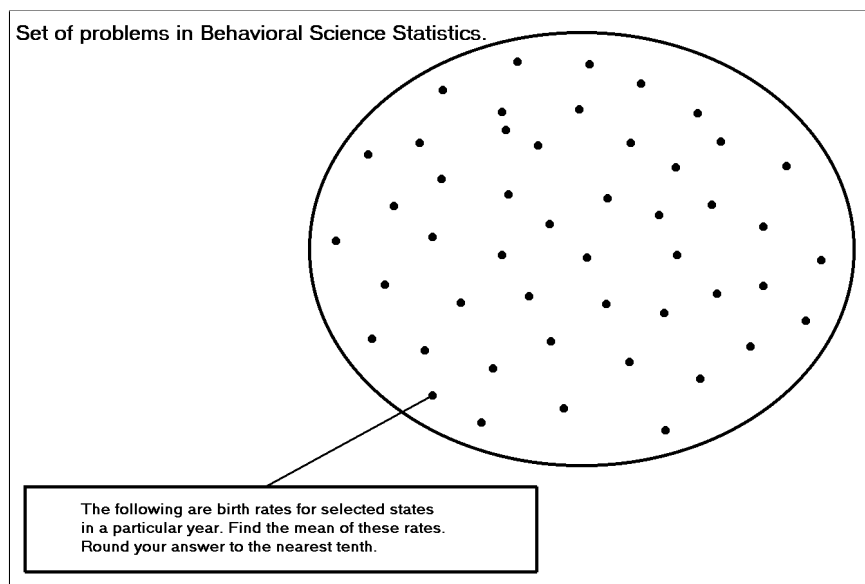 Set of problems in Behavioral Science Statistics.
The following are birth rates for selected states
in a particular year. Find the mean of these rates.
Round your answer to the nearest tenth.